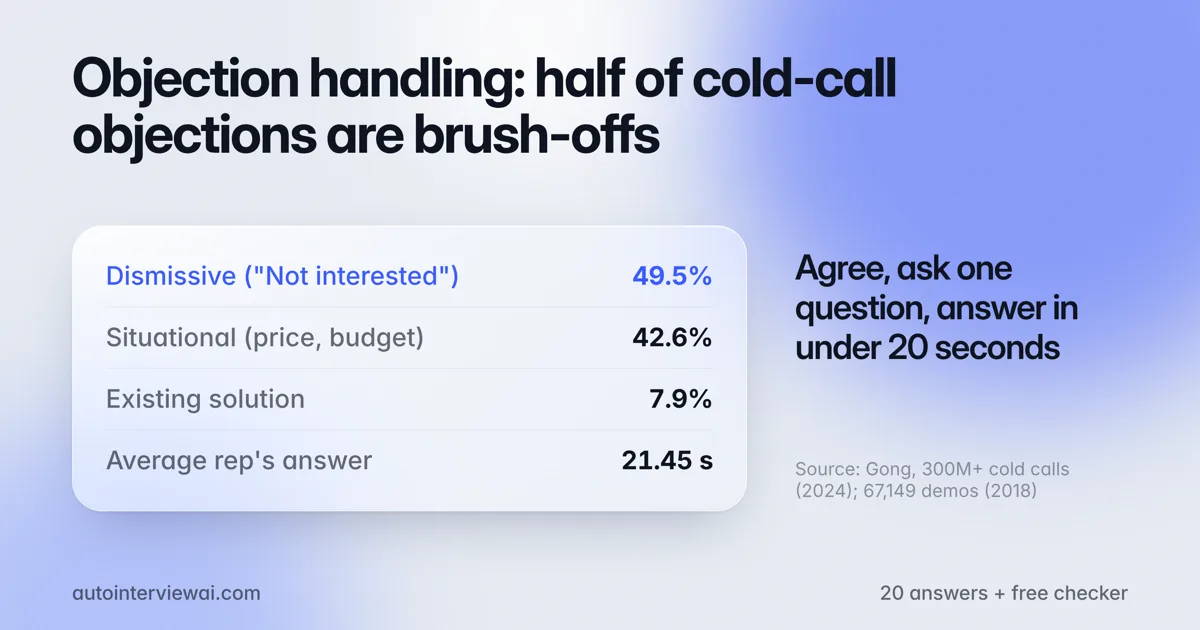 Objection handling: half of cold-call
objections are brush-offs
Dismissive ("Not interested") 49.5%
Situational (price, budget) 42.6%
Existing solution 7.9%
Average rep's answer 21.45 s
Agree, ask one
question, answer in
under 20 seconds
Source: Gong, 300M+ cold calls
(2024); 67,149 demos (2018)
autointerviewai.com
20 answers + free checker